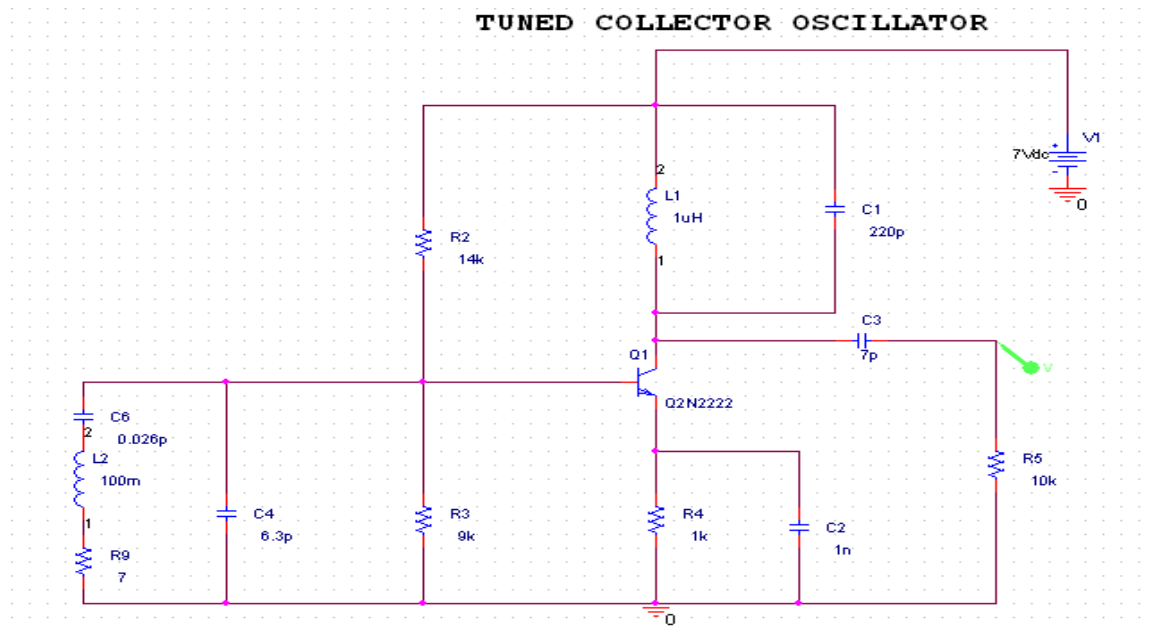 TUNED COLLECTOR OSCILLATOR
V1
7Vdc
+
-
0
2
L1
1uH
1
C1
220p
R2
14k
C3
7p
V
Q1
Q2N2222
C6
0.026p
2
L2
100m
1
R9
7
C4
6.3p
R3
9k
R4
1k
C2
1n
R5
10k
0